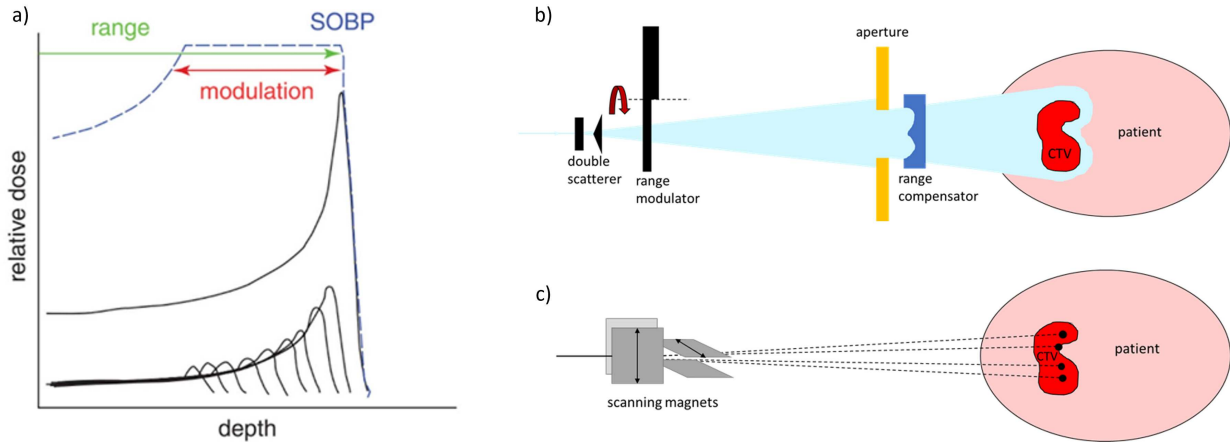 a)
range
SOBP
modulation
relative dose
depth
b)
aperture
double
scatterer
range
modulator
range
compensator
CTV
patient
c)
scanning magnets
CTV
patient